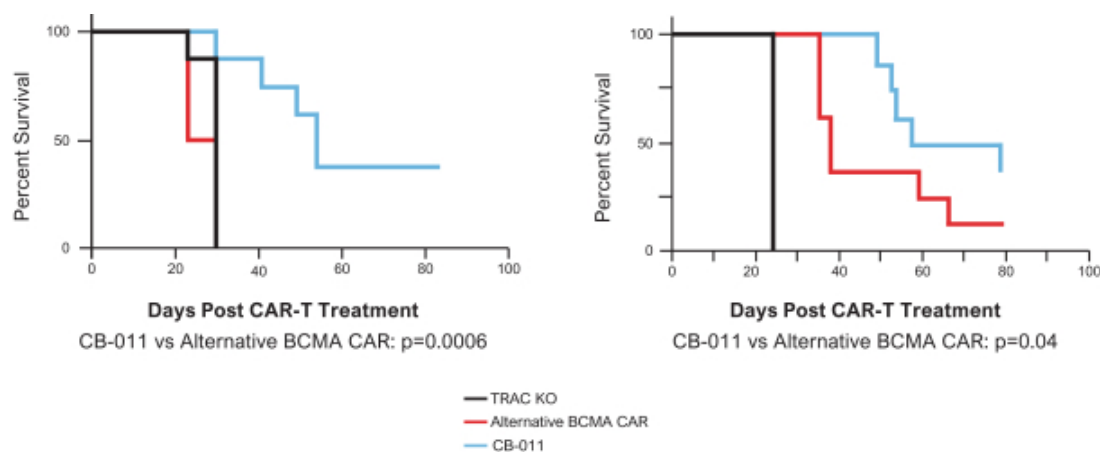 100
50
0
Percent Survival
0 20 40 60 80 100
Days Post CAR-T Treatment
CB-011 vs Alternative BCMA CAR: p=0.0006
100
50
0
Percent Survival
0 20 40 60 80 100
Days Post CAR-T Treatment
CB-011 vs Alternative BCMA CAR: p=0.04
TRAC KO
Alternative BCMA CAR
CB-011